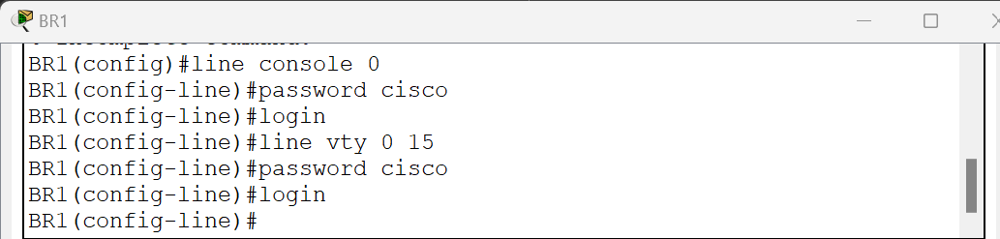 BR1
BR1(config)#line console 0
BR1(config-line)#password cisco
BR1(config-line)#login
BR1(config-line)#line vty 0 15
BR1(config-line)#password cisco
BR1(config-line)#login
BR1(config-line)#